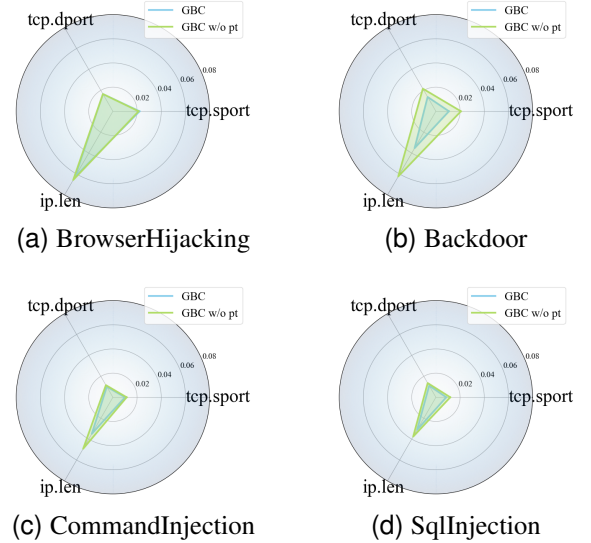 GBC
GBC w/o pt
tcp.dport
0.08
0.06
0.04
0.02
tcp.sport
ip.len
(a) BrowserHijacking
GBC
GBC w/o pt
tcp.dport
0.08
0.06
0.04
0.02
tcp.sport
ip.len
(b) Backdoor
GBC
GBC w/o pt
tcp.dport
0.08
0.06
0.04
0.02
tcp.sport
ip.len
(c) CommandInjection
GBC
GBC w/o pt
tcp.dport
0.08
0.06
0.04
0.02
tcp.sport
ip.len
(d) SqlInjection